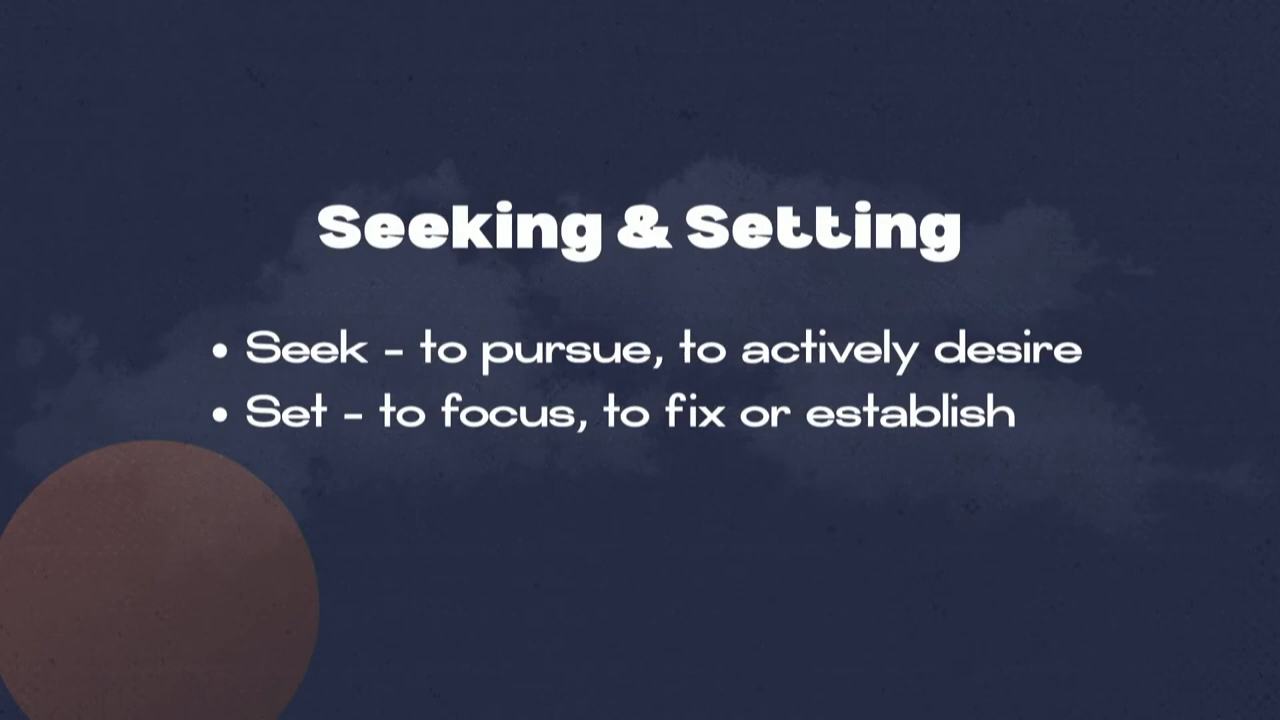 Seeking & Setting
• Seek - to pursue, to actively desire
• Set - to focus, to fix or establish